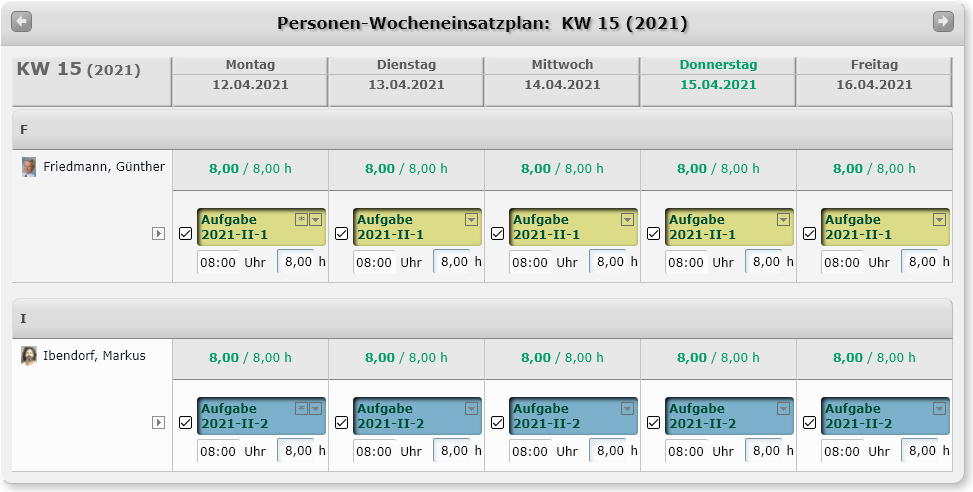 Personen-Wocheneinsatzplan: KW 15 (2021)
KW 15 (2021) Montag Dienstag Mittwoch Donnerstag Freitag
12.04.2021 13.04.2021 14.04.2021 15.04.2021 16.04.2021
F
Friedmann, Günther 8,00 / 8,00 h 8,00 / 8,00 h 8,00 / 8,00 h 8,00 / 8,00 h 8,00 / 8,00 h
Aufgabe * Aufgabe Aufgabe Aufgabe Aufgabe
2021-II-1 2021-II-1 2021-II-1 2021-II-1 2021-II-1
08:00 Uhr 8,00 h 08:00 Uhr 8,00 h 08:00 Uhr 8,00 h 08:00 Uhr 8,00 h 08:00 Uhr 8,00 h
I
Ibendorf, Markus 8,00 / 8,00 h 8,00 / 8,00 h 8,00 / 8,00 h 8,00 / 8,00 h 8,00 / 8,00 h
Aufgabe * Aufgabe Aufgabe Aufgabe Aufgabe
2021-II-2 2021-II-2 2021-II-2 2021-II-2 2021-II-2
08:00 Uhr 8,00 h 08:00 Uhr 8,00 h 08:00 Uhr 8,00 h 08:00 Uhr 8,00 h 08:00 Uhr 8,00 h